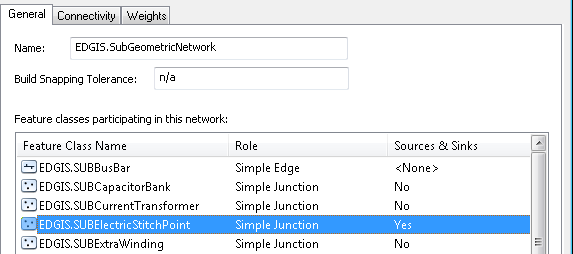 General Connectivity Weights
Name: EDGIS.SubGeometricNetwork
Build Snapping Tolerance: n/a
Feature classes participating in this network:
Feature Class Name Role Sources & Sinks
EDGIS.SUBBusBar Simple Edge <None>
EDGIS.SUBCapacitorBank Simple Junction No
EDGIS.SUBCurrentTransformer Simple Junction No
EDGIS.SUBElectricStitchPoint Simple Junction Yes
EDGIS.SUBExtraWinding Simple Junction No